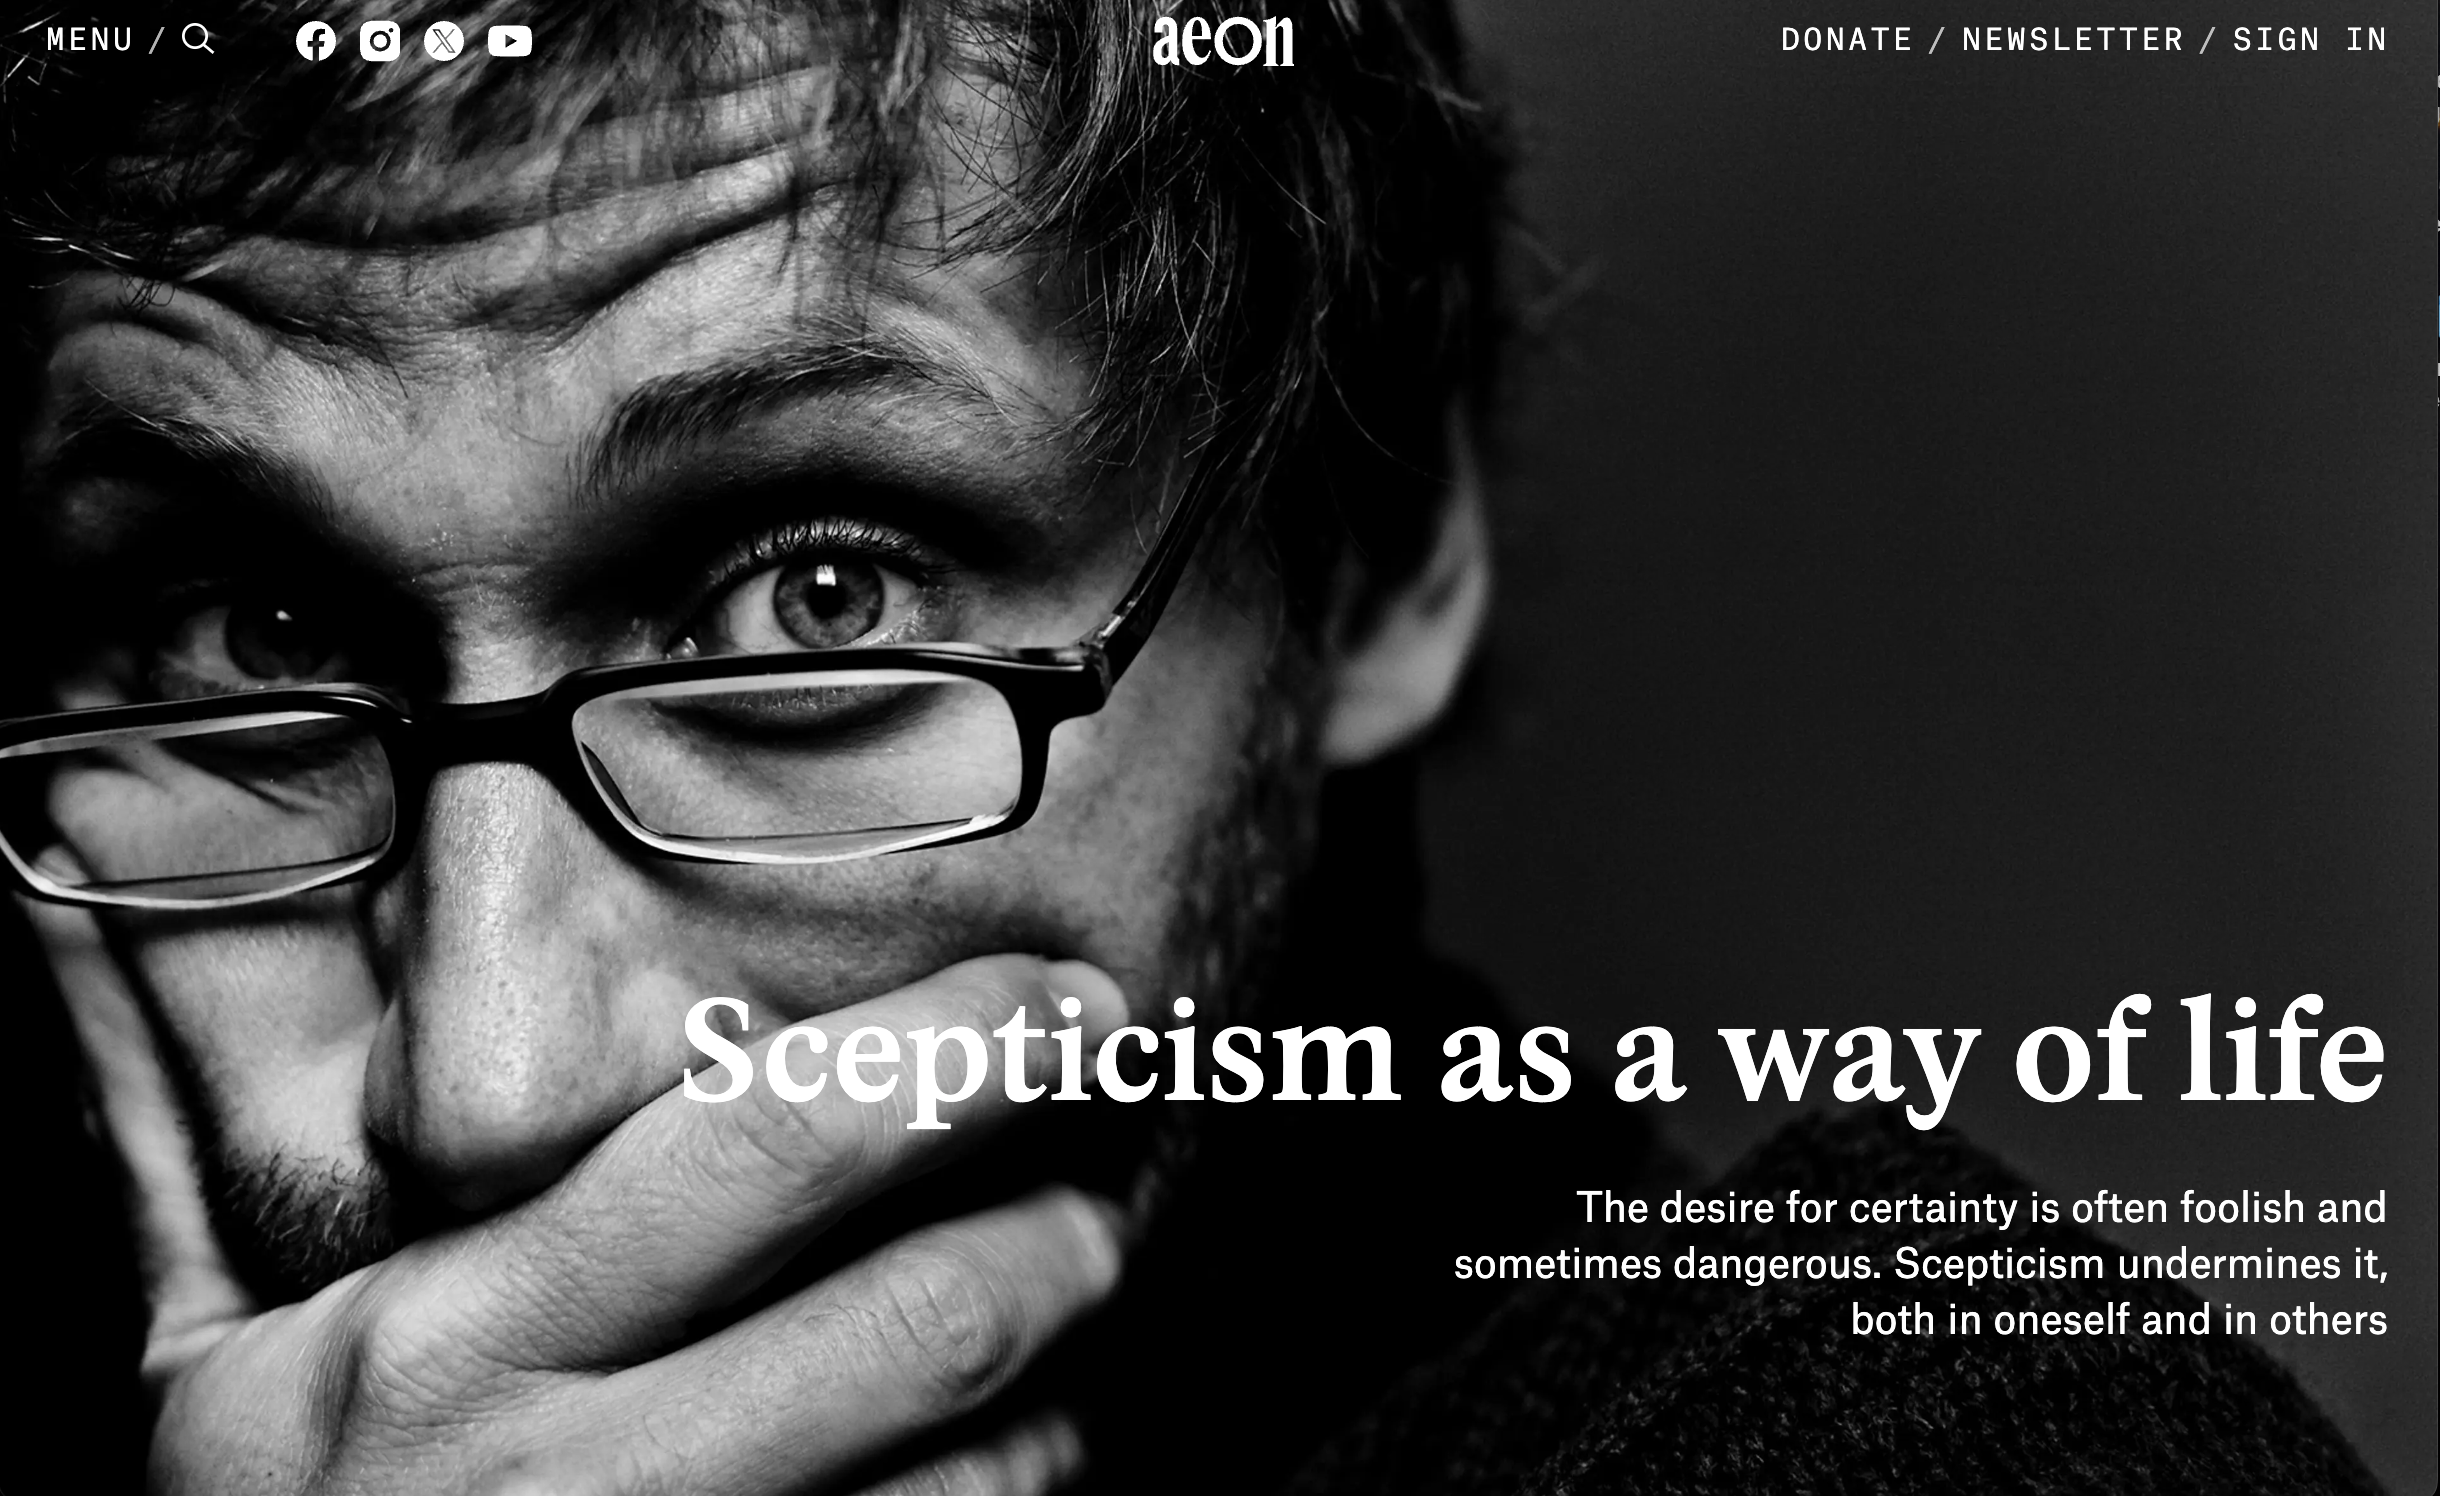 MENU /
aeon
DONATE / NEWSLETTER / SIGN IN
Scepticism as a way of life
The desire for certainty is often foolish and
sometimes dangerous. Scepticism undermines it,
both in oneself and in others